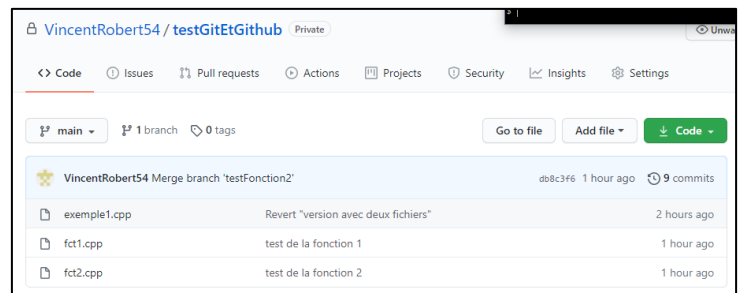 VincentRobert54 / testGitEtGithub Private
Unwa
<> Code Issues Pull requests Actions Projects Security Insights Settings
main 1 branch 0 tags Go to file Add file Code
VincentRobert54 Merge branch 'testFonction2' db8c3f6 1 hour ago 9 commits
exemple1.cpp Revert "version avec deux fichiers" 2 hours ago
fct1.cpp test de la fonction 1 1 hour ago
fct2.cpp test de la fonction 2 1 hour ago